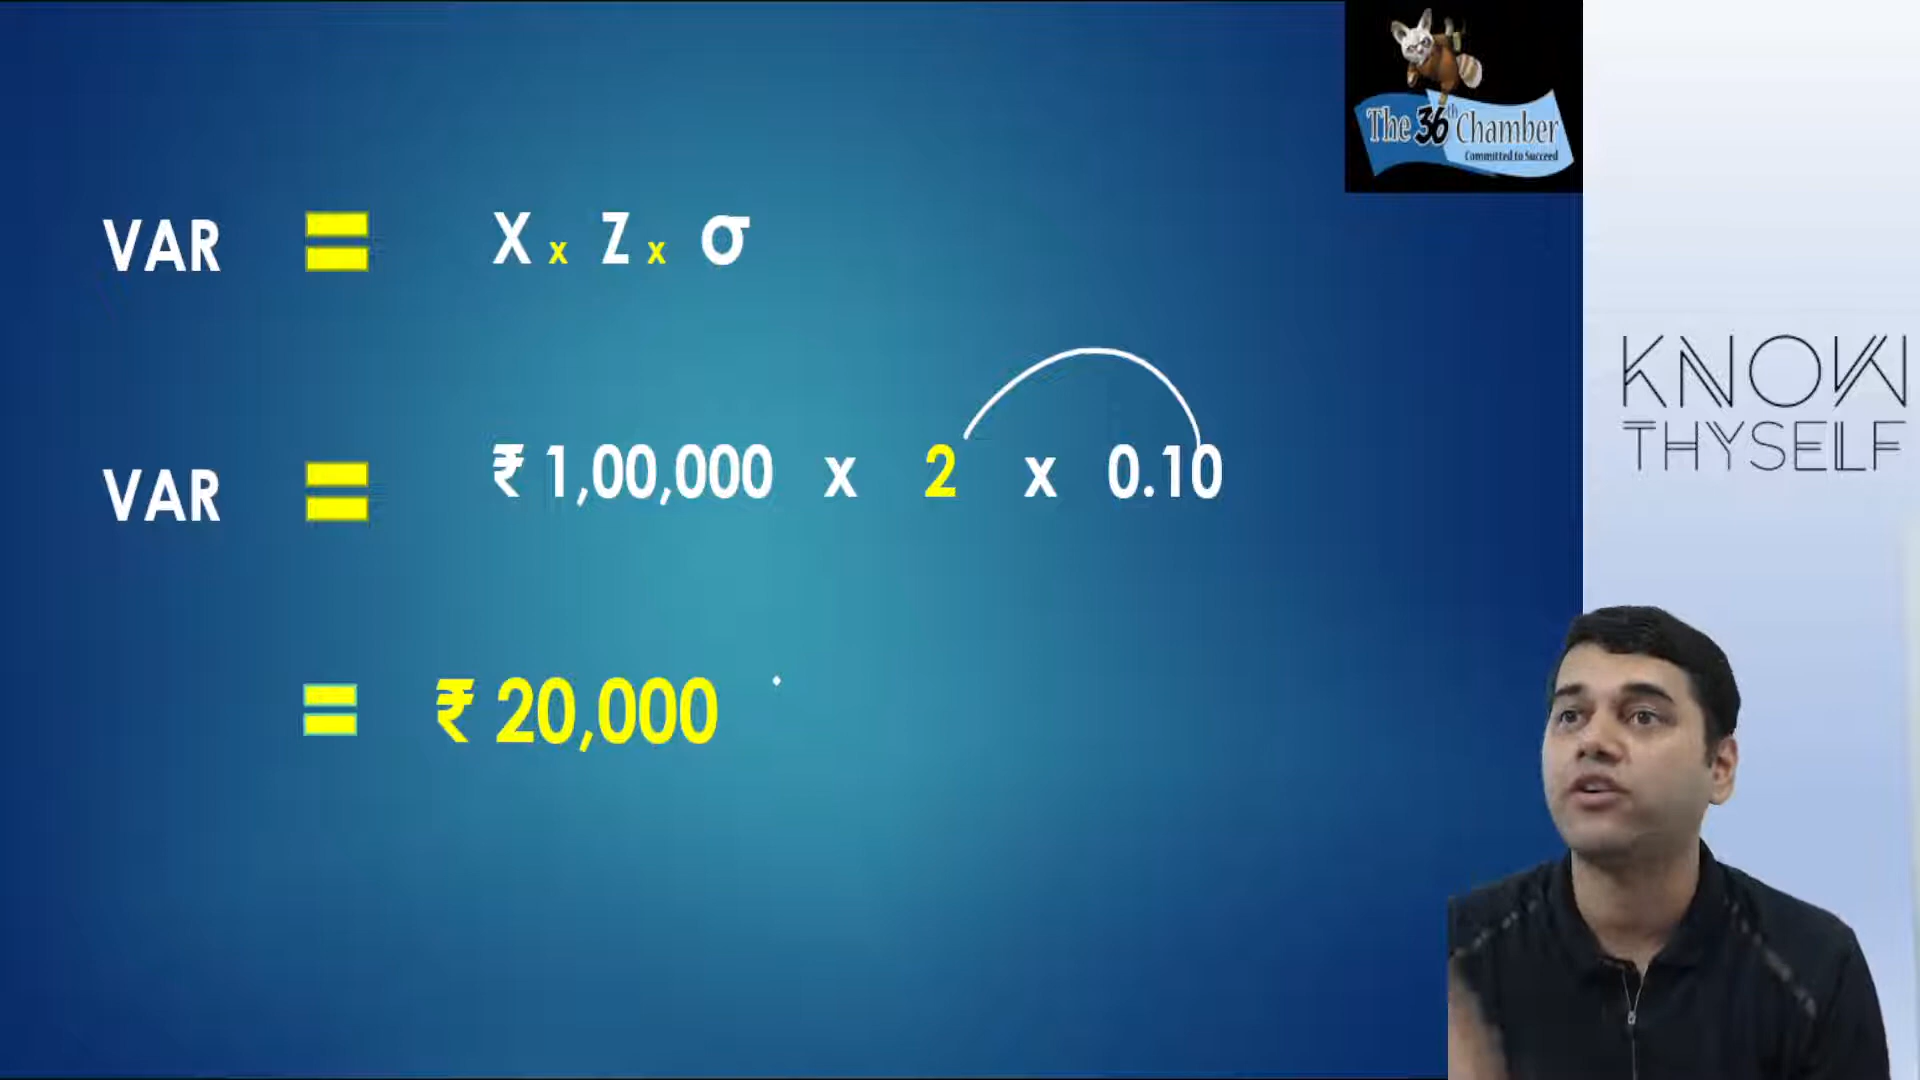 The 36th Chamber
Committed to Succeed
VAR = X x Z x σ
KNOW
THYSELF
VAR = ₹ 1,00,000 x 2 x 0.10
= ₹ 20,000